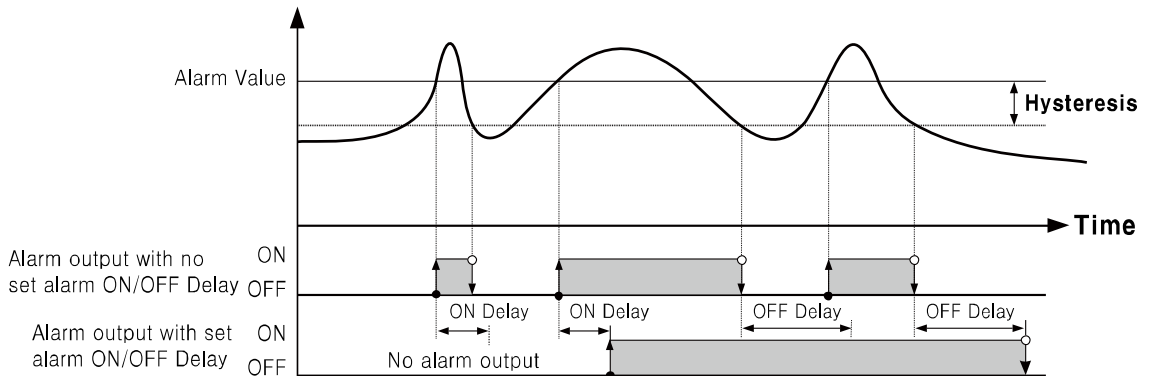 Alarm Value
Hysteresis
Time
Alarm output with no
set alarm ON/OFF Delay
ON
OFF
ON Delay
ON Delay
OFF Delay
OFF Delay
Alarm output with set
alarm ON/OFF Delay
ON
OFF
No alarm output